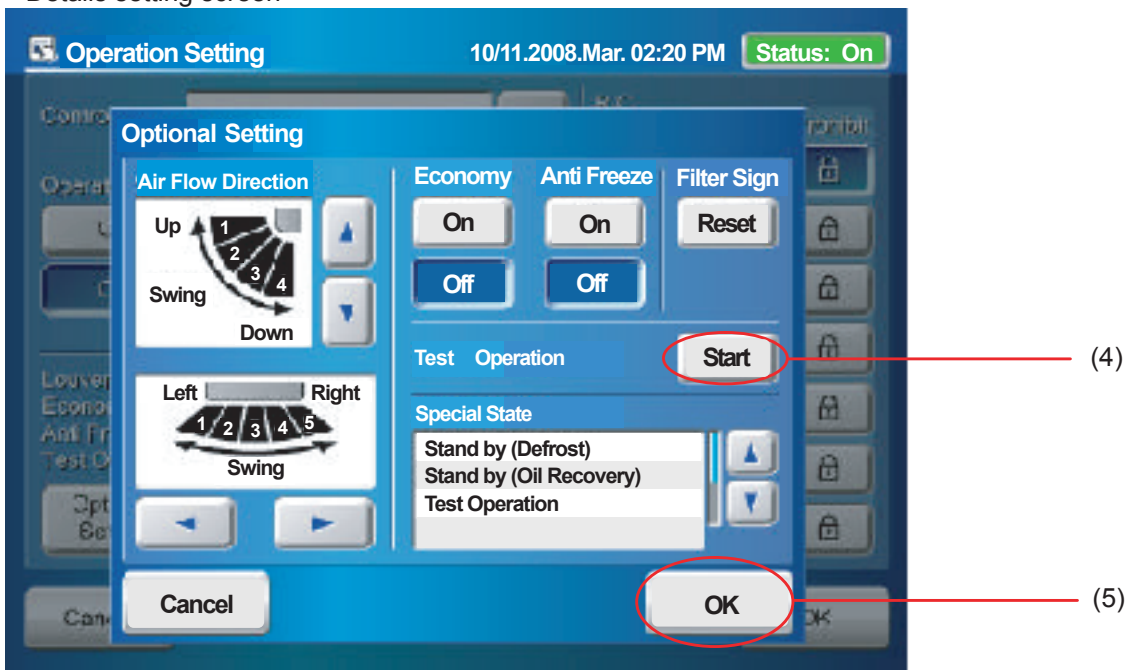 Details setting screen
Operation Setting
10/11.2008.Mar. 02:20 PM
Status: On
Optional Setting
Air Flow Direction
Up
1
2
3
4
Swing
Down
Left
Right
1
2
3
4
5
Swing
Economy
On
Off
Anti Freeze
On
Off
Filter Sign
Reset
Test Operation
Start
(4)
Special State
Stand by (Defrost)
Stand by (Oil Recovery)
Test Operation
Cancel
OK
(5)